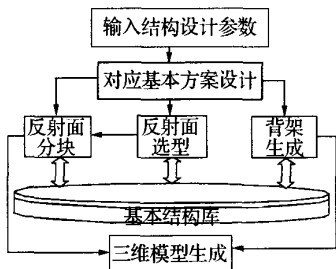 输入结构设计参数
对应基本方案设计
反射面
分块
反射面
选型
背架
生成
基本结构库
三维模型生成